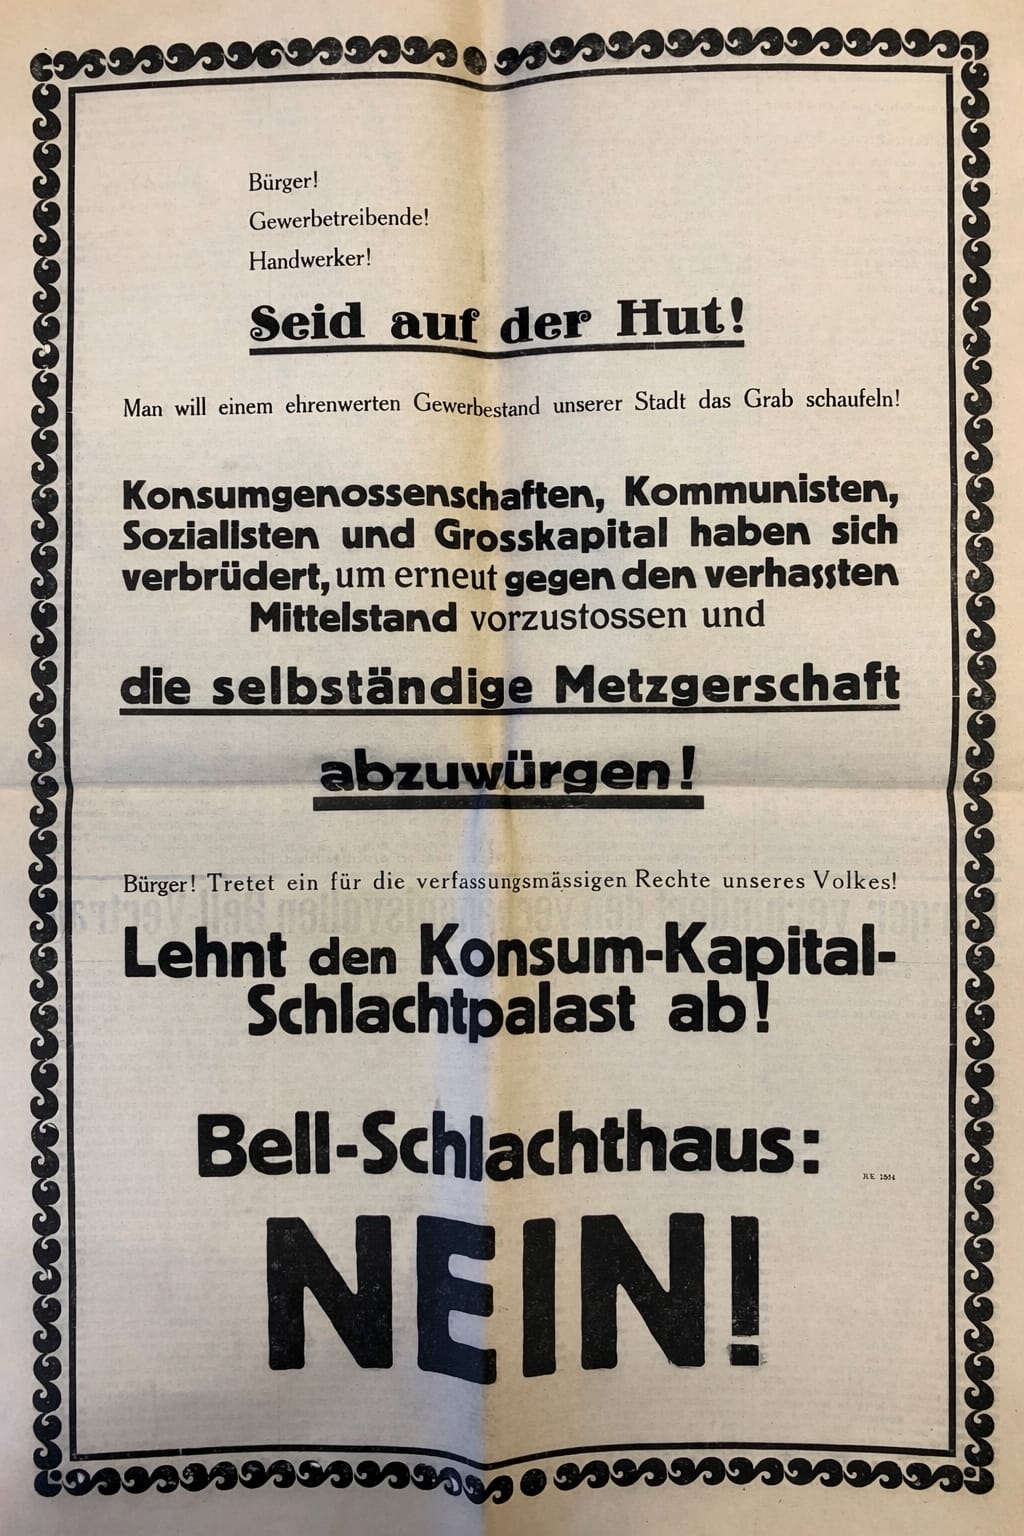 Bürger!
Gewerbetreibende!
Handwerker!
Seid auf der Hut!
Man will einem ehrenwerten Gewerbestand unserer Stadt das Grab schaufeln!
Konsumgenossenschaften, Kommunisten,
Sozialisten und Grosskapital haben sich
verbrüdert, um erneut gegen den verhassten
Mittelstand vorzustossen und
die selbständige Metzgerschaft
abzuwürgen!
Bürger! Tretet ein für die verfassungsmässigen Rechte unseres Volkes!
Lehnt den Konsum-Kapital-
Schlachtpalast ab!
Bell-Schlachthaus:
NEIN!